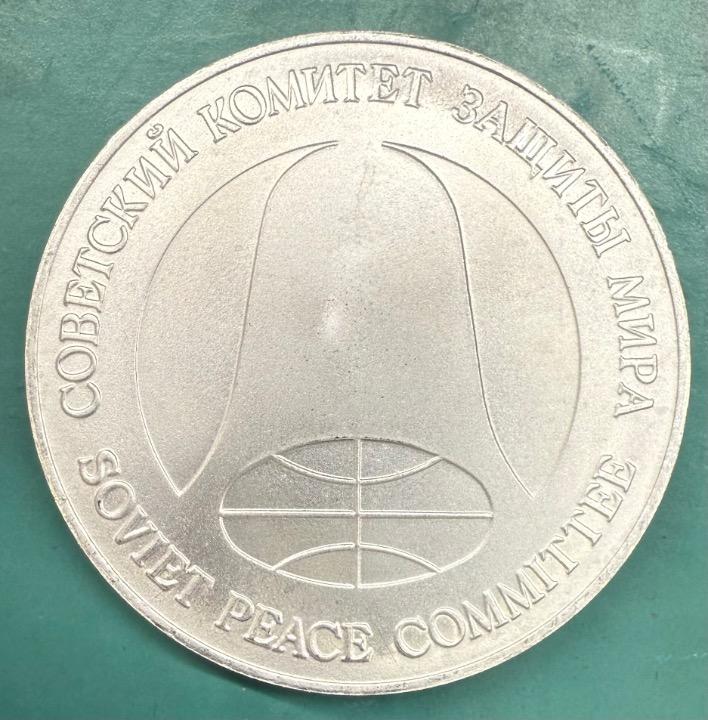 СОВЕТСКИЙ КОМИТЕТ ЗАЩИТЫ МИРА
SOVIET PEACE COMMITTEE